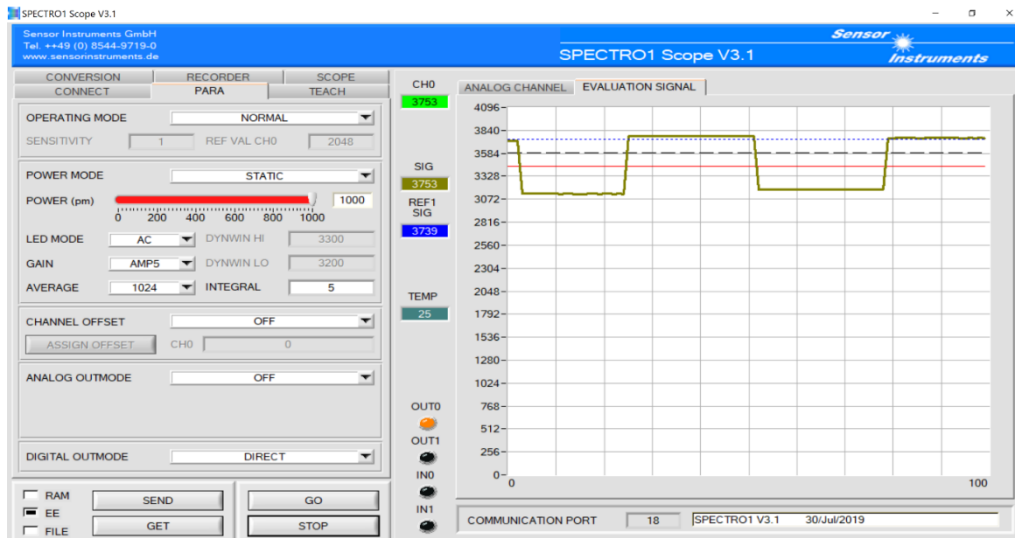 SPECTRO1 Scope V3.1
Sensor Instruments GmbH
Tel. ++49 (0) 8544-9719-0
www.sensorinstruments.de
SPECTRO1 Scope V3.1
Sensor
Instruments
CONVERSION RECORDER SCOPE
CONNECT PARA TEACH
OPERATING MODE NORMAL
SENSITIVITY 1 REF VAL CH0 2048
POWER MODE STATIC
POWER (pm) 1000
0 200 400 600 800 1000
LED MODE AC DYNWIN HI 3300
GAIN AMP5 DYNWIN LO 3200
AVERAGE 1024 INTEGRAL 5
CHANNEL OFFSET OFF
ASSIGN OFFSET CH0 0
ANALOG OUTMODE OFF
DIGITAL OUTMODE DIRECT
RAM
EE
FILE
SEND GO
GET STOP
CH0
3753
SIG
3753
REF1
SIG
3739
TEMP
25
OUT0
OUT1
IN0
IN1
ANALOG CHANNEL EVALUATION SIGNAL
4096
3840
3584
3328
3072
2816
2560
2304
2048
1792
1536
1280
1024
768
512
256
0
0 100
COMMUNICATION PORT 18 SPECTRO1 V3.1 30/Jul/2019